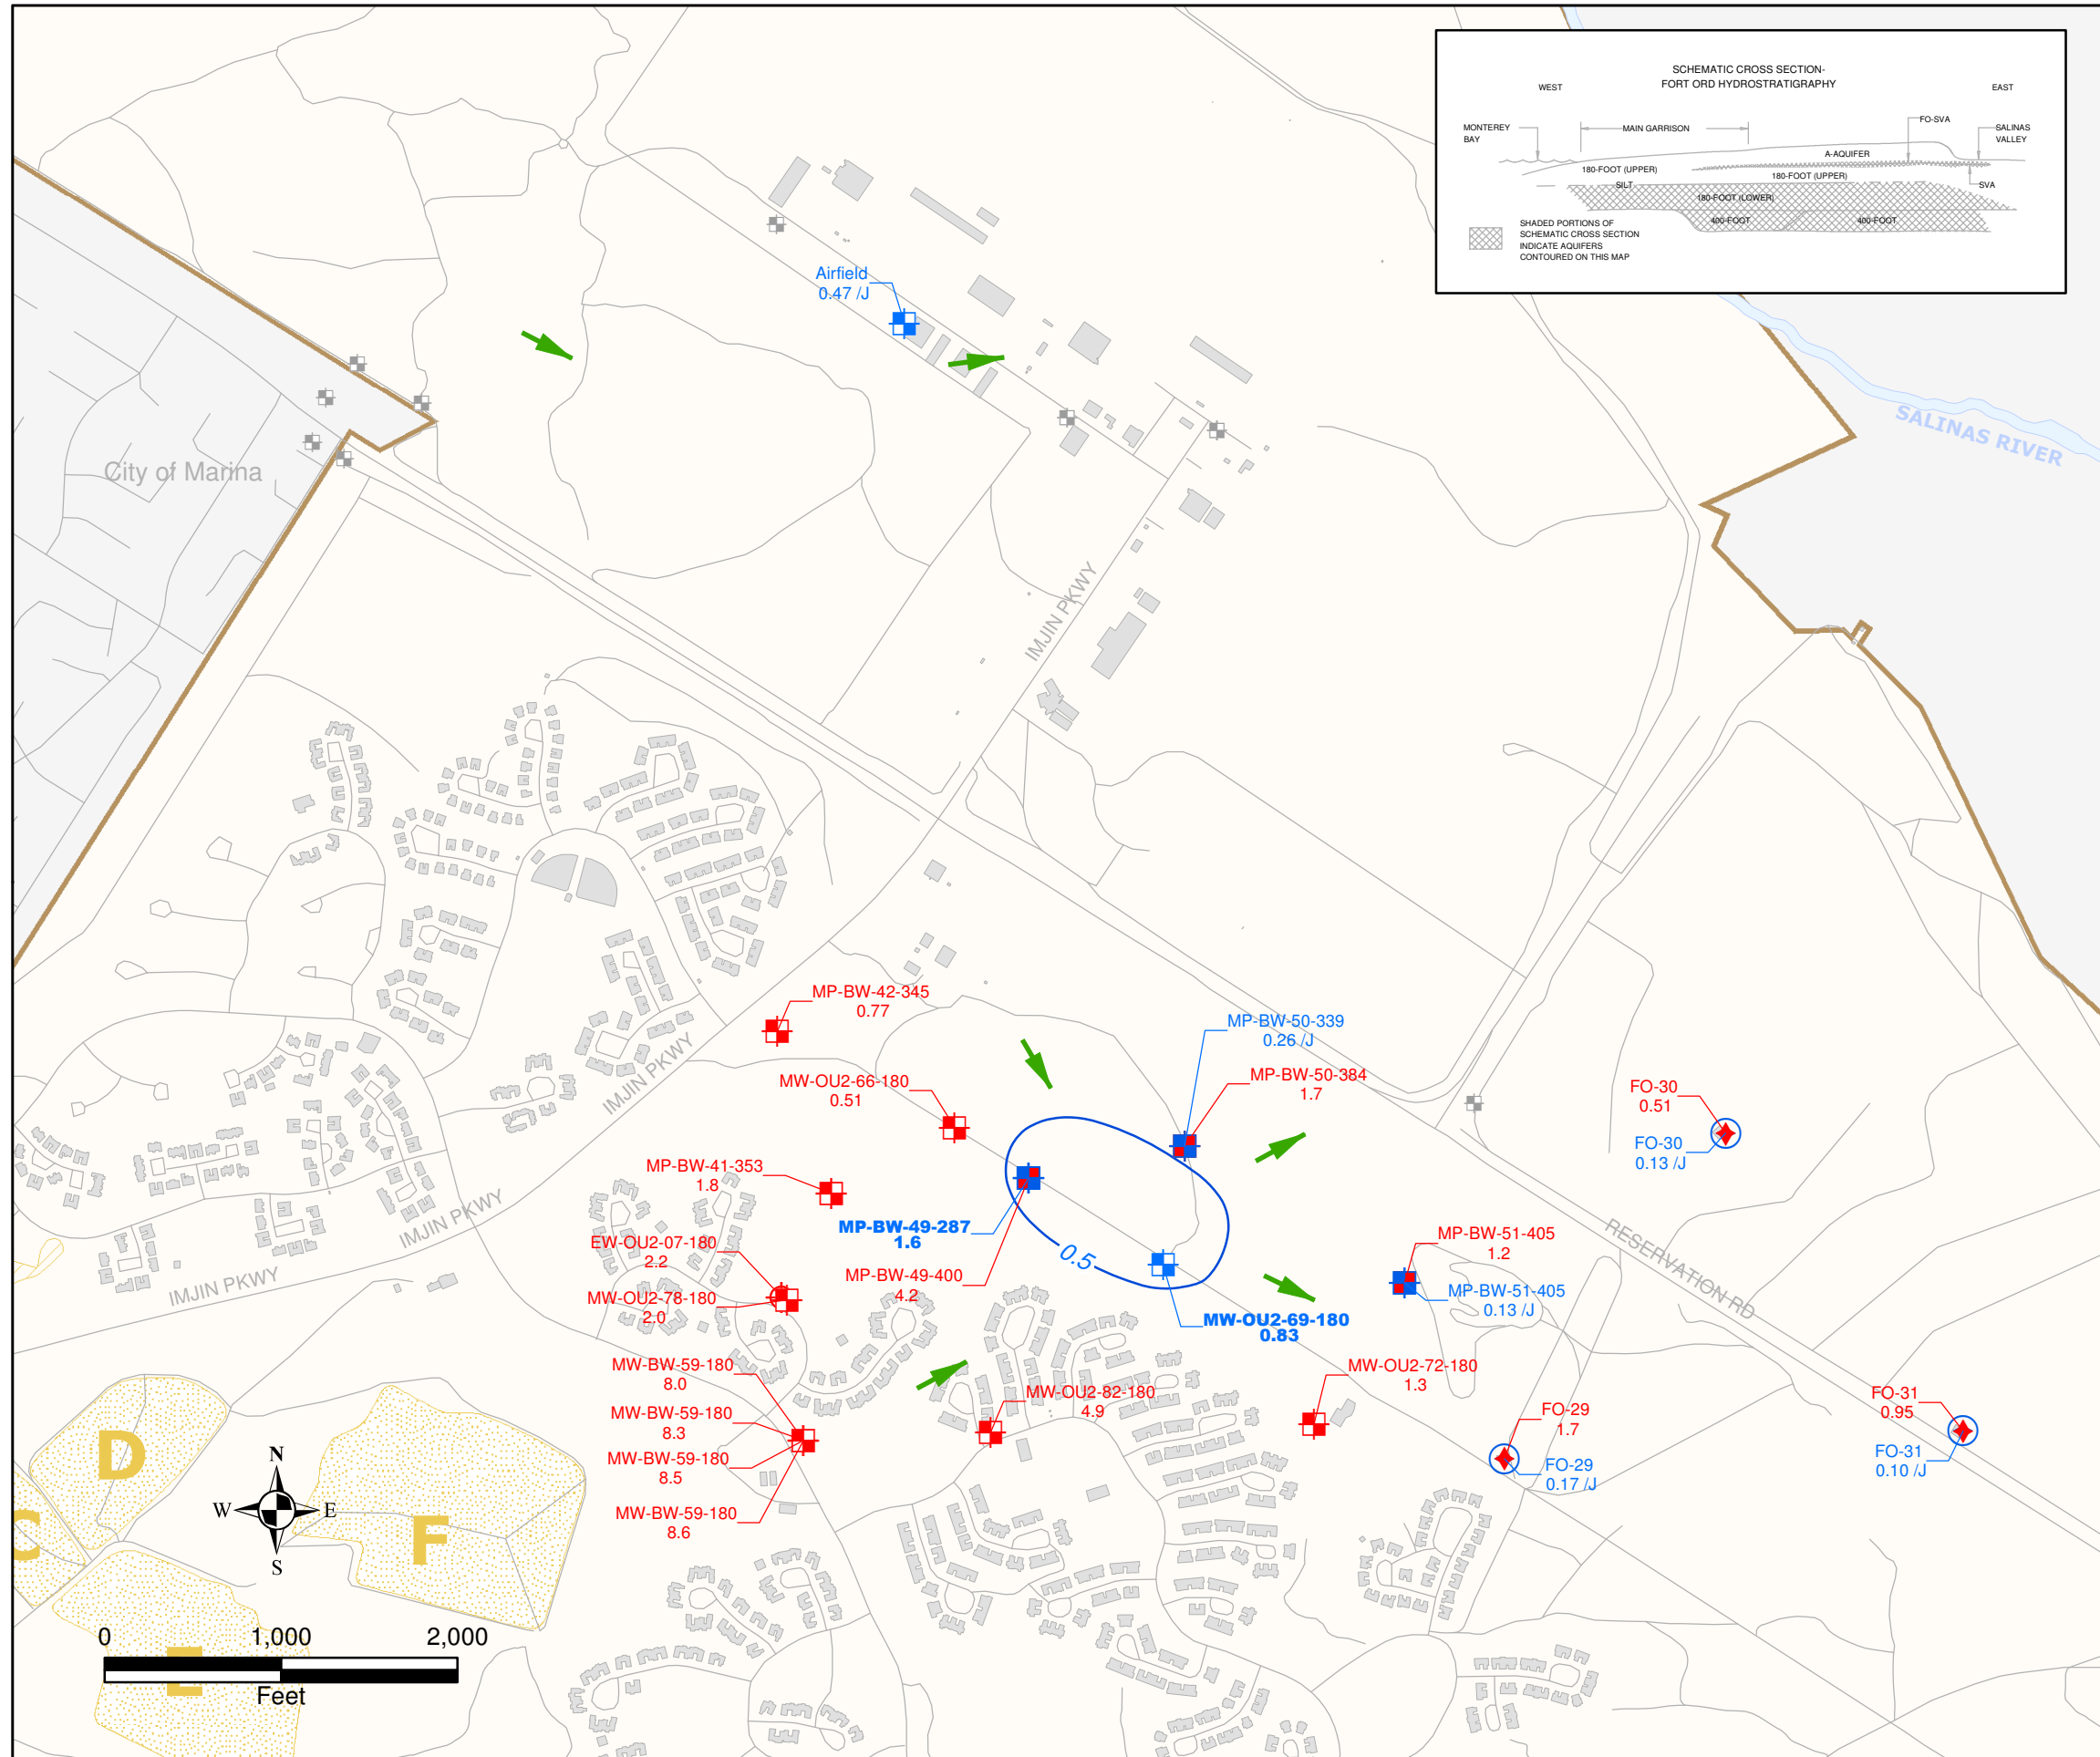 SCHEMATIC CROSS SECTION-
FORT ORD HYDROSTRATIGRAPHY
WEST
EAST
MONTEREY
BAY
MAIN GARRISON
FO-SVA
SALINAS
VALLEY
A-AQUIFER
180-FOOT (UPPER)
180-FOOT (UPPER)
SILT
SVA
180-FOOT (LOWER)
400-FOOT
400-FOOT
SHADED PORTIONS OF
SCHEMATIC CROSS SECTION
INDICATE AQUIFERS
CONTOURED ON THIS MAP
Airfield
0.47 /J
SALINAS RIVER
City of Marina
IMJIN PKWY
MP-BW-42-345
0.77
MP-BW-50-339
0.26 /J
IMJIN PKWY
MW-OU2-66-180
0.51
MP-BW-50-384
1.7
FO-30
0.51
FO-30
0.13 /J
MP-BW-41-353
1.8
IMJIN PKWY
MP-BW-49-287
1.6
RESERVATION RD
EW-OU2-07-180
2.2
0.5
MP-BW-51-405
1.2
IMJIN PKWY
MP-BW-49-400
4.2
MW-OU2-78-180
2.0
MP-BW-51-405
0.13 /J
MW-OU2-69-180
0.83
MW-BW-59-180
8.0
MW-OU2-72-180
1.3
MW-OU2-82-180
4.9
FO-31
0.95
MW-BW-59-180
8.3
FO-29
1.7
D
MW-BW-59-180
8.5
FO-29
0.17 /J
FO-31
0.10 /J
N
W
E
S
MW-BW-59-180
8.6
C
F
E
0
1,000
2,000
Feet